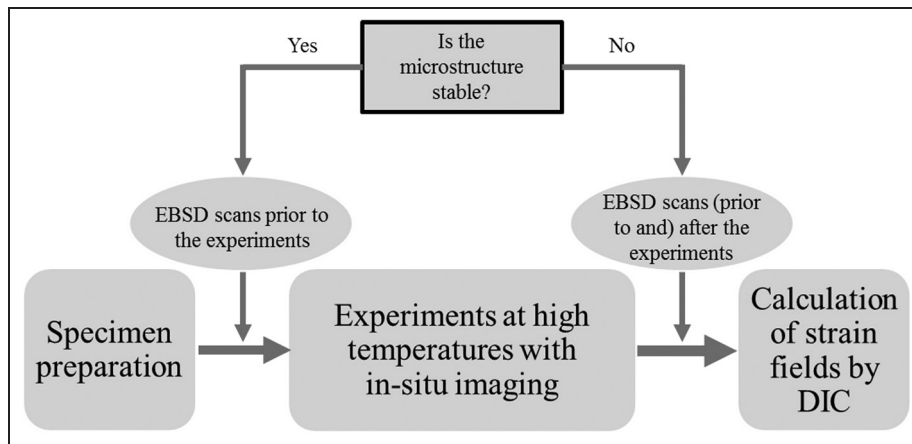 Yes
Is the
microstructure
stable?
No
EBSD scans prior to
the experiments
EBSD scans (prior
to and) after the
experiments
Specimen
preparation
Experiments at high
temperatures with
in-situ imaging
Calculation
of strain
fields by
DIC